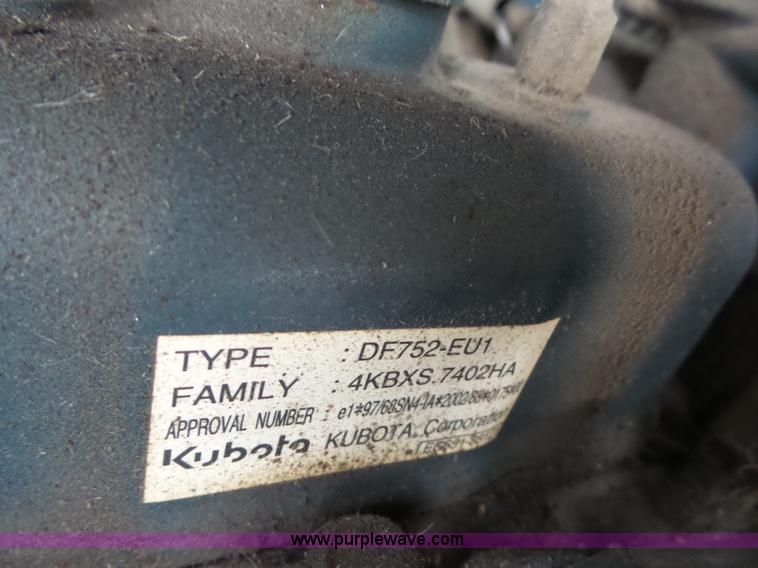 TYPE : DF752-EU1
FAMILY : 4KBXS.7402HA
APPROVAL NUMBER : 
Kubota KUBOTA Corporation
www.purplewave.com